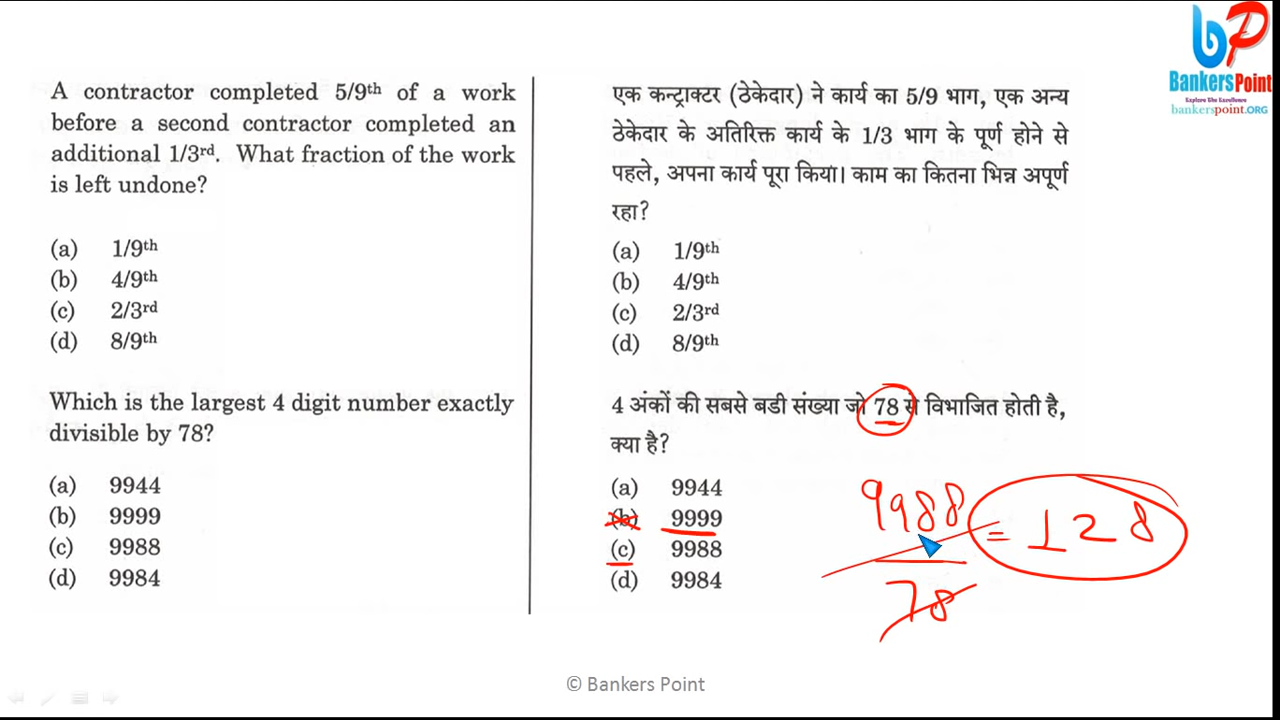 A contractor completed 5/9th of a work
before a second contractor completed an
additional 1/3rd. What fraction of the work
is left undone?
(a) 1/9th
(b) 4/9th
(c) 2/3rd
(d) 8/9th
Which is the largest 4 digit number exactly
divisible by 78?
(a) 9944
(b) 9999
(c) 9988
(d) 9984
एक कन्ट्राक्टर (ठेकेदार) ने कार्य का 5/9 भाग, एक अन्य
ठेकेदार के अतिरिक्त कार्य के 1/3 भाग के पूर्ण होने से
पहले, अपना कार्य पूरा किया। काम का कितना भिन्न अपूर्ण
रहा?
(a) 1/9th
(b) 4/9th
(c) 2/3rd
(d) 8/9th
4 अंकों की सबसे बडी संख्या जो 78 से विभाजित होती है,
क्या है?
(a) 9944
(b) 9999
(c) 9988
(d) 9984
9988
= 128
78
BankersPoint
Explore The Excellence
bankerspoint.ORG
© Bankers Point